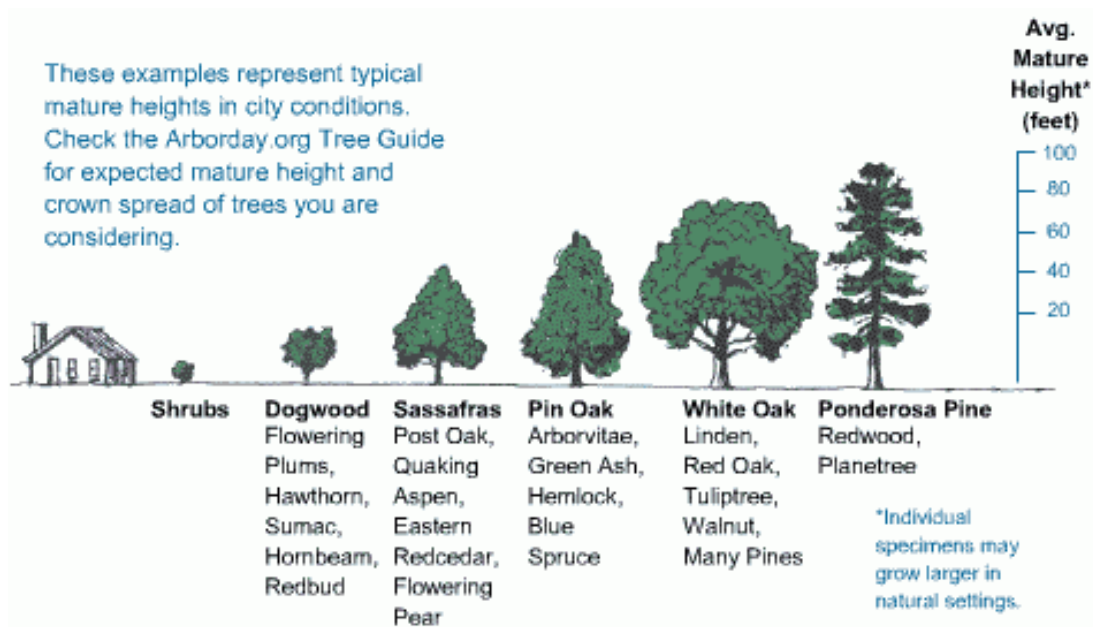 These examples represent typical
mature heights in city conditions.
Check the Arborday.org Tree Guide
for expected mature height and
crown spread of trees you are
considering.
Avg.
Mature
Height*
(feet)
100
80
60
40
20
Shrubs
Dogwood
Flowering
Plums,
Hawthorn,
Sumac,
Hornbeam,
Redbud
Sassafras
Post Oak,
Quaking
Aspen,
Eastern
Redcedar,
Flowering
Pear
Pin Oak
Arborvitae,
Green Ash,
Hemlock,
Blue
Spruce
White Oak
Linden,
Red Oak,
Tuliptree,
Walnut,
Many Pines
Ponderosa Pine
Redwood,
Planetree
*Individual
specimens may
grow larger in
natural settings.